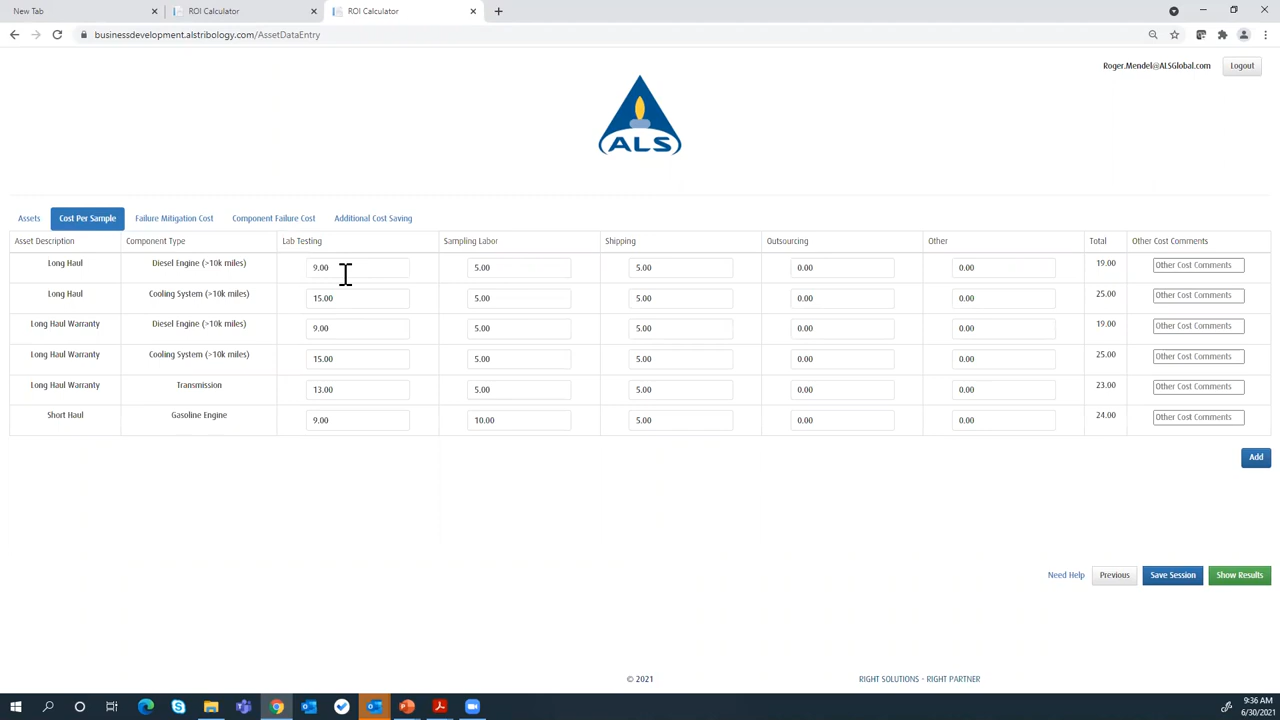 New Tab ROI Calculator ROI Calculator
businessdevelopment.alstribology.com/AssetDataEntry
Roger.Mendel@ALSGlobal.com Logout
ALS
Assets Cost Per Sample Failure Mitigation Cost Component Failure Cost Additional Cost Saving
Asset Description Component Type Lab Testing Sampling Labor Shipping Outsourcing Other Total Other Cost Comments
Long Haul Diesel Engine (>10k miles) 9.00 5.00 5.00 0.00 0.00 19.00 Other Cost Comments
Long Haul Cooling System (>10k miles) 15.00 5.00 5.00 0.00 0.00 25.00 Other Cost Comments
Long Haul Warranty Diesel Engine (>10k miles) 9.00 5.00 5.00 0.00 0.00 19.00 Other Cost Comments
Long Haul Warranty Cooling System (>10k miles) 15.00 5.00 5.00 0.00 0.00 25.00 Other Cost Comments
Long Haul Warranty Transmission 13.00 5.00 5.00 0.00 0.00 23.00 Other Cost Comments
Short Haul Gasoline Engine 9.00 10.00 5.00 0.00 0.00 24.00 Other Cost Comments
Add
Need Help Previous Save Session Show Results
© 2021 RIGHT SOLUTIONS - RIGHT PARTNER
9:36 AM
6/30/2021